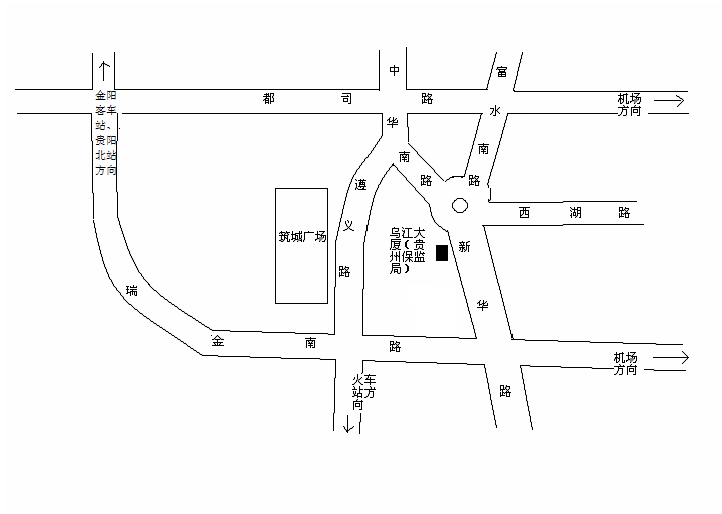 中华南路
富水南路
都司路
机场
方向
金阳
客车
站、
贵阳
北站
方向
遵义路
西湖路
筑城广场
乌江大
厦(贵
州保监
局)
新华路
瑞金南路
机场
方向
火车
站方
向